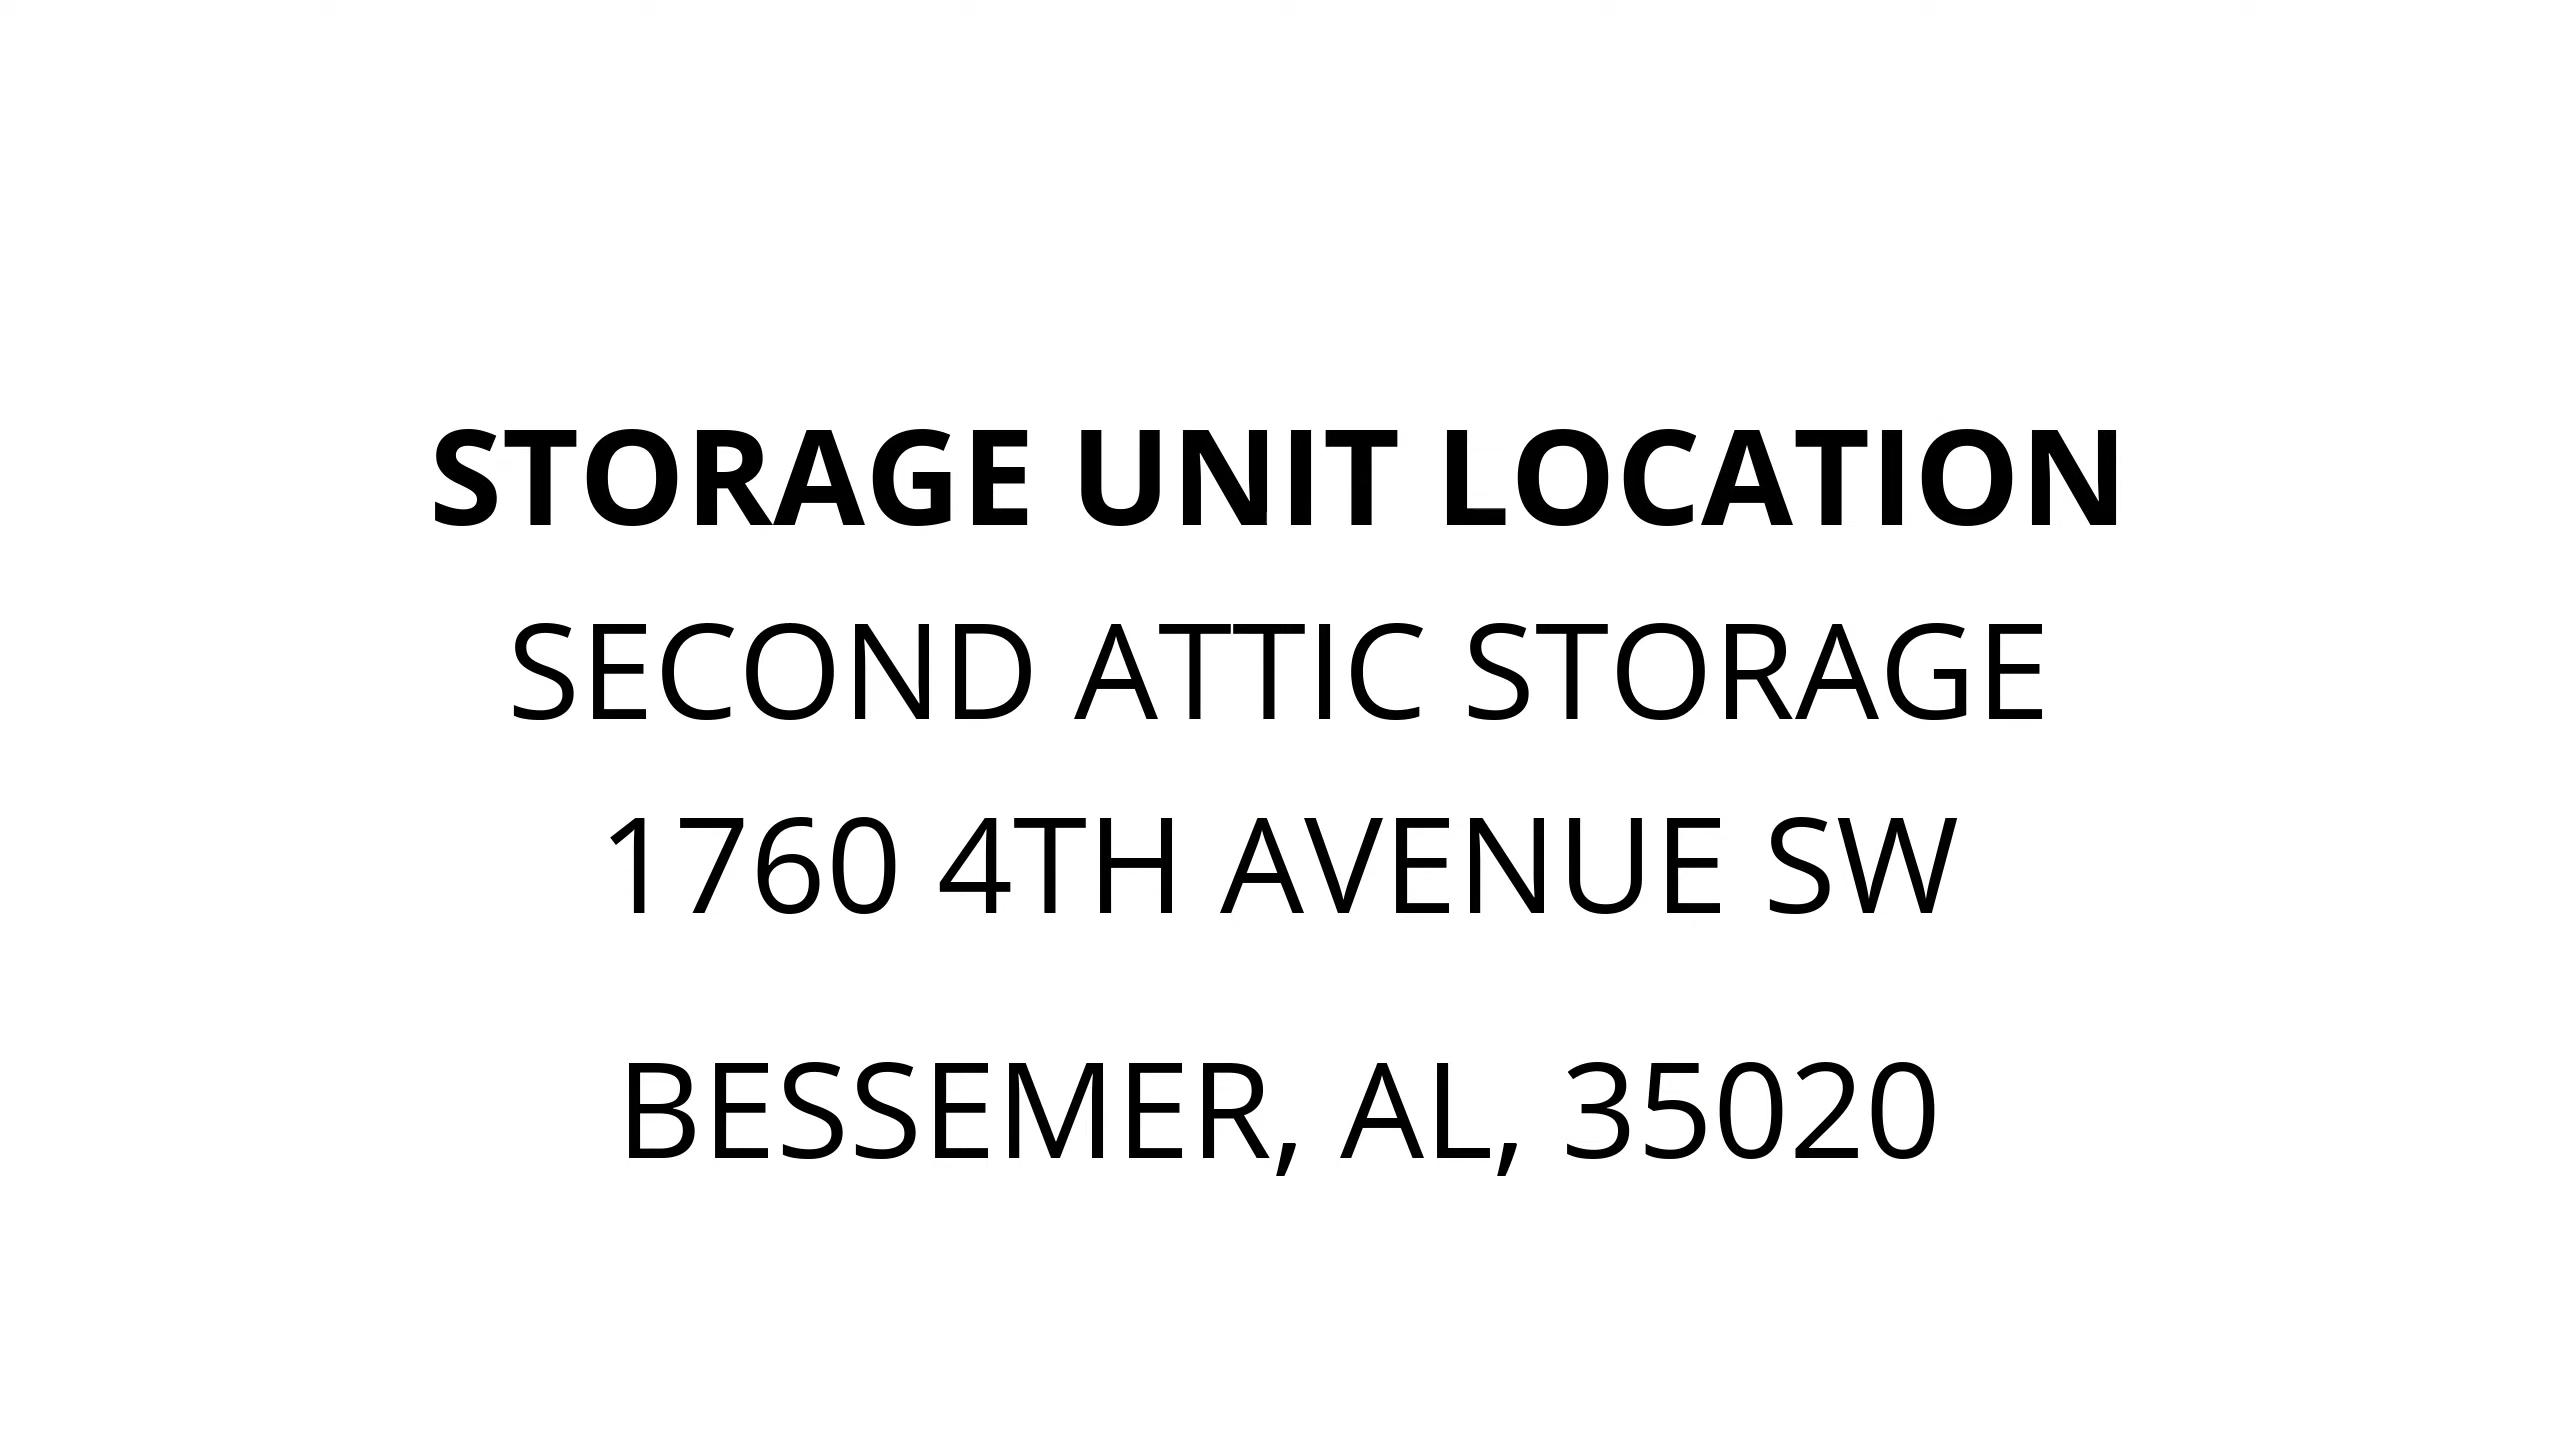 STORAGE UNIT LOCATION
SECOND ATTIC STORAGE
1760 4TH AVENUE SW
BESSEMER, AL, 35020